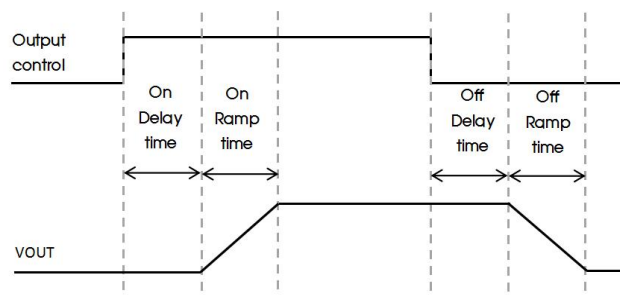 Output
control
On
Delay
time
On
Ramp
time
Off
Delay
time
Off
Ramp
time
VOUT